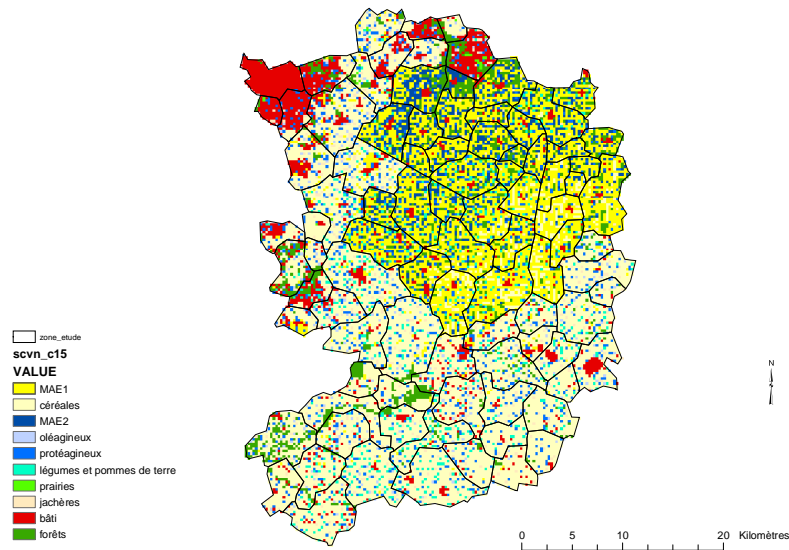 zone_etude
scvn_c15
VALUE
MAE1
céréales
MAE2
oléagineux
protéagineux
légumes et pommes de terre
prairies
jachères
bâti
forêts
N
0 5 10 20 Kilomètres